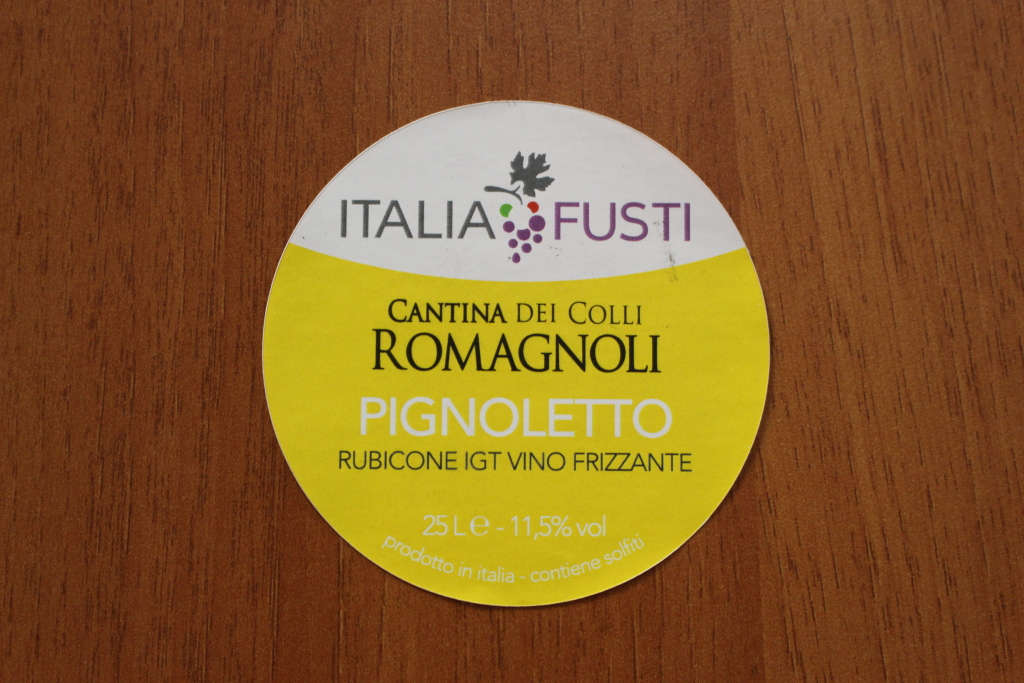 ITALIA FUSTI
CANTINA DEI COLLI
ROMAGNOLI
PIGNOLETTO
RUBICONE IGT VINO FRIZZANTE
25 L ℮ - 11,5% vol
prodotto in italia - contiene solfiti